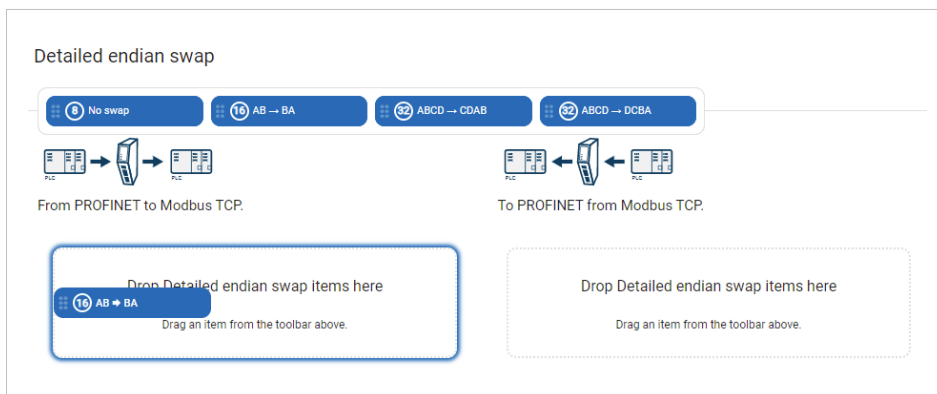 Detailed endian swap
8 No swap
16 AB → BA
32 ABCD → CDAB
32 ABCD → DCBA
PLC
PLC
PLC
PLC
From PROFINET to Modbus TCP.
To PROFINET from Modbus TCP.
Drop Detailed endian swap items here
16 AB → BA
Drag an item from the toolbar above.
Drop Detailed endian swap items here
Drag an item from the toolbar above.